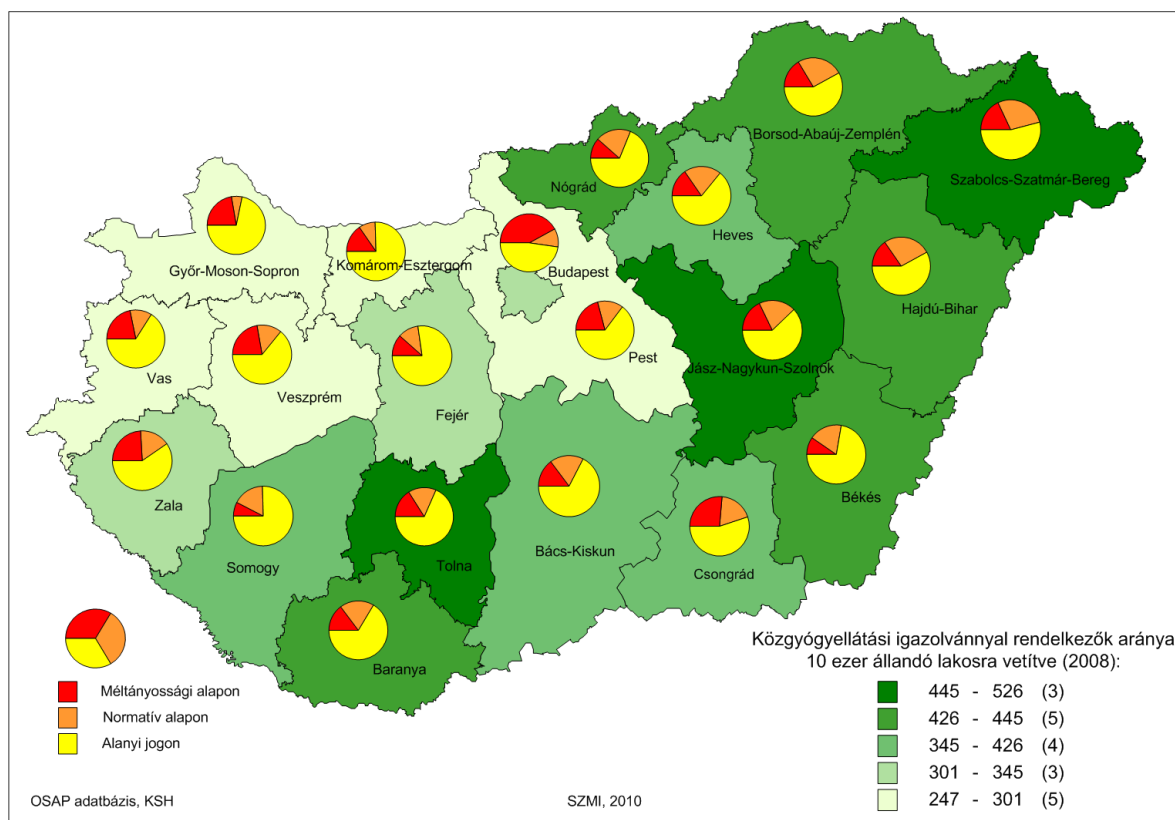 Borsod-Abaúj-Zemplén
Szabolcs-Szatmár-Bereg
Nógrád
Heves
Győr-Moson-Sopron
Komárom-Esztergom
Budapest
Hajdú-Bihar
Vas
Veszprém
Fejér
Pest
Jász-Nagykun-Szolnok
Zala
Somogy
Tolna
Bács-Kiskun
Csongrád
Békés
Baranya
Méltányossági alapon
Normatív alapon
Alanyi jogon
Közgyógyellátási igazolvánnyal rendelkezők aránya
10 ezer állandó lakosra vetítve (2008):
445 - 526 (3)
426 - 445 (5)
345 - 426 (4)
301 - 345 (3)
247 - 301 (5)
OSAP adatbázis, KSH
SZMI, 2010